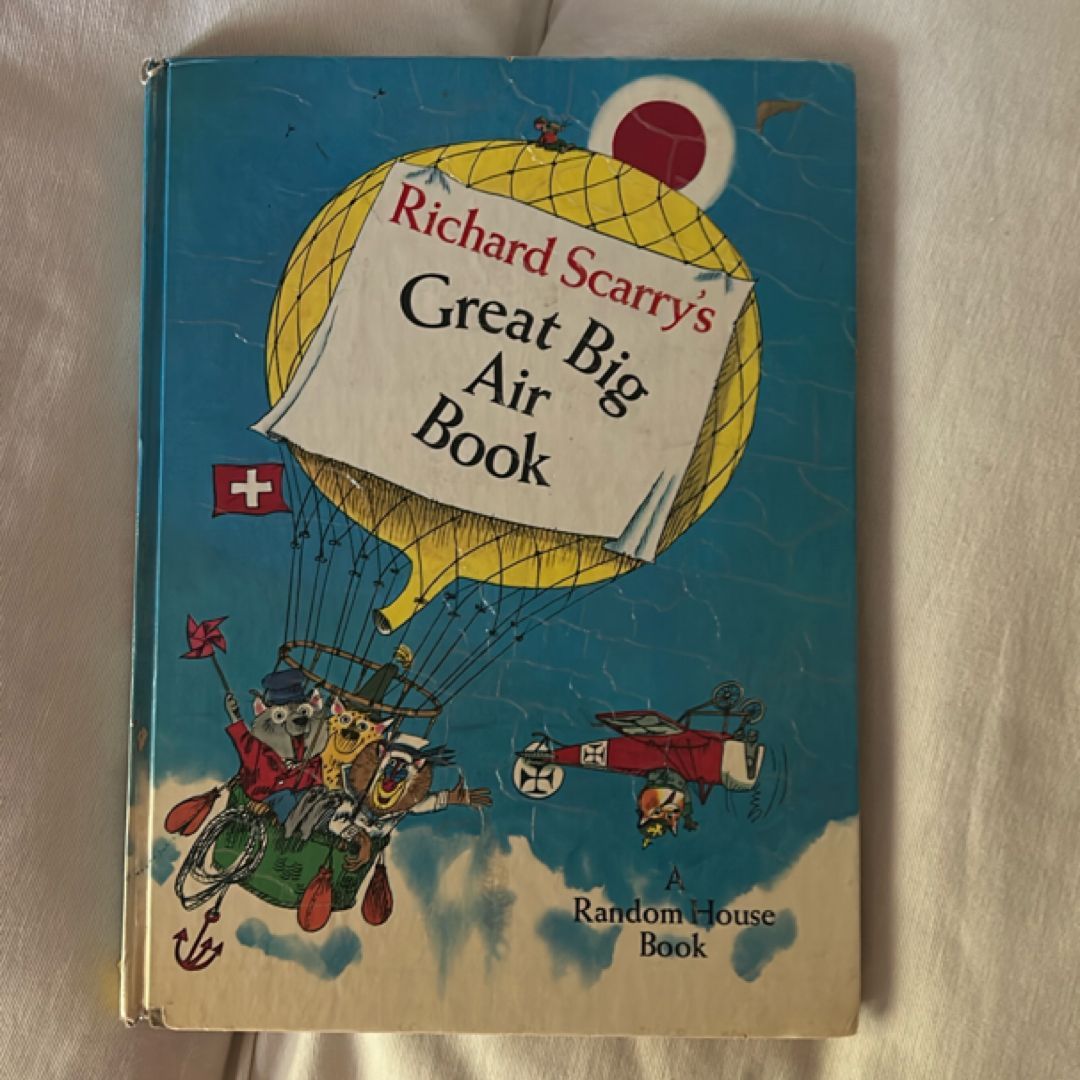 Richard Scarry's
Great Big
Air
Book
A
Random House
Book